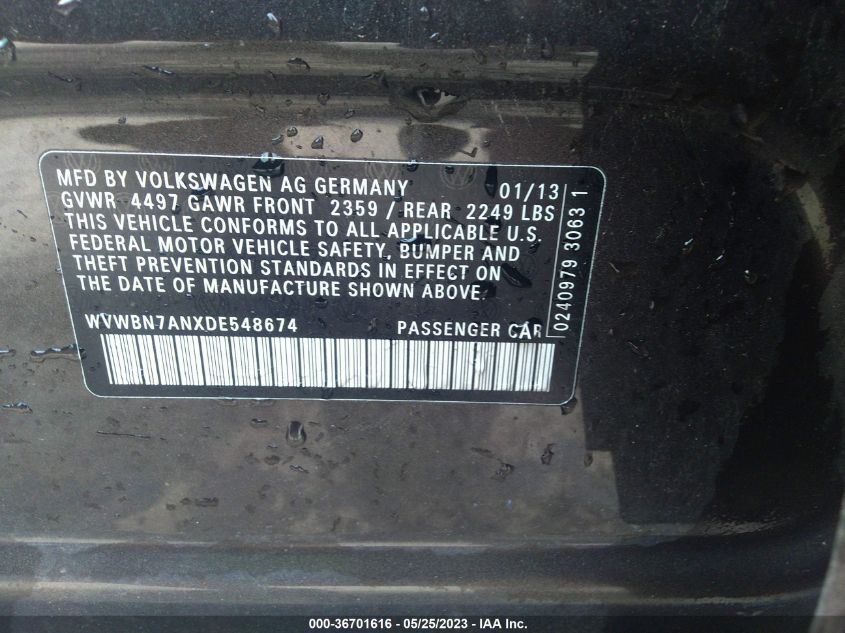 MFD BY VOLKSWAGEN AG GERMANY 01/13
GVWR 4497 GAWR FRONT 2359 / REAR 2249 LBS
THIS VEHICLE CONFORMS TO ALL APPLICABLE U.S.
FEDERAL MOTOR VEHICLE SAFETY, BUMPER AND
THEFT PREVENTION STANDARDS IN EFFECT ON
THE DATE OF MANUFACTURE SHOWN ABOVE.
WVWBN7ANXDE548674 PASSENGER CAR
0240979 3063 1
000-36701616 - 05/25/2023 - IAA Inc.